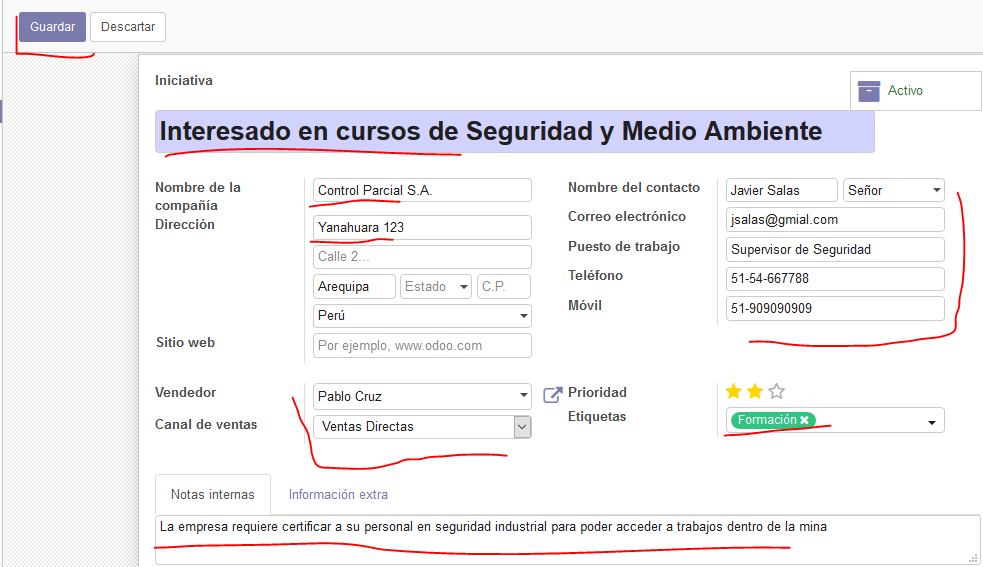 Guardar Descartar
Iniciativa
Activo
Interesado en cursos de Seguridad y Medio Ambiente
Nombre de la compañía
Control Parcial S.A.
Dirección
Yanahuara 123
Calle 2...
Arequipa Estado C.P.
Perú
Sitio web
Por ejemplo, www.odoo.com
Nombre del contacto
Javier Salas Señor
Correo electrónico
jsalas@gmial.com
Puesto de trabajo
Supervisor de Seguridad
Teléfono
51-54-667788
Móvil
51-909090909
Vendedor
Pablo Cruz
Canal de ventas
Ventas Directas
Prioridad
Etiquetas
Formación ✖
Notas internas Información extra
La empresa requiere certificar a su personal en seguridad industrial para poder acceder a trabajos dentro de la mina